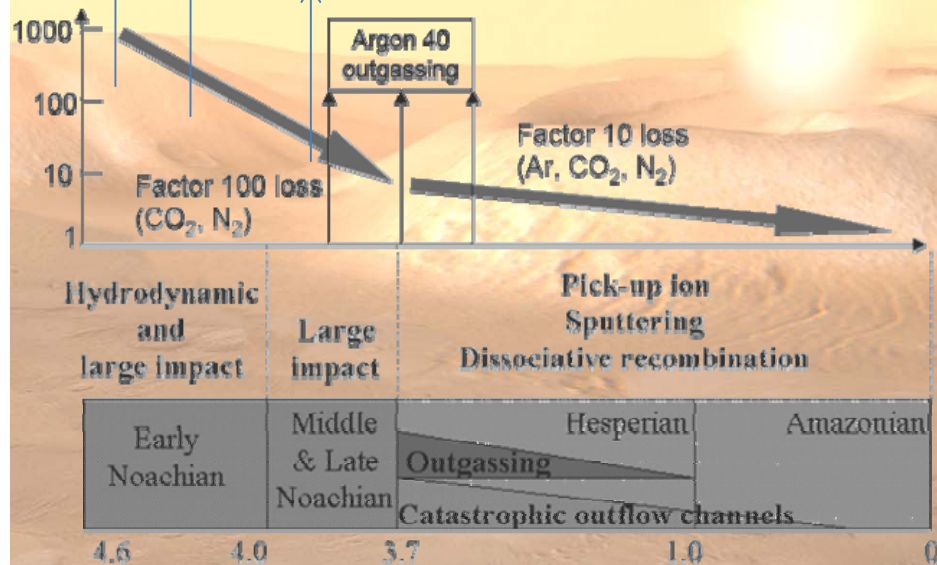 1000
100
10
1
Argon 40
outgassing
Factor 100 loss
(CO₂, N₂)
Factor 10 loss
(Ar, CO₂, N₂)
Hydrodynamic
and
large impact
Large
impact
Pick-up ion
Sputtering
Dissociative recombination
Early
Noachian
Middle
& Late
Noachian
Hesperian
Amazonian
Outgassing
Catastrophic outflow channels
4.6 4.0 3.7 1.0 0